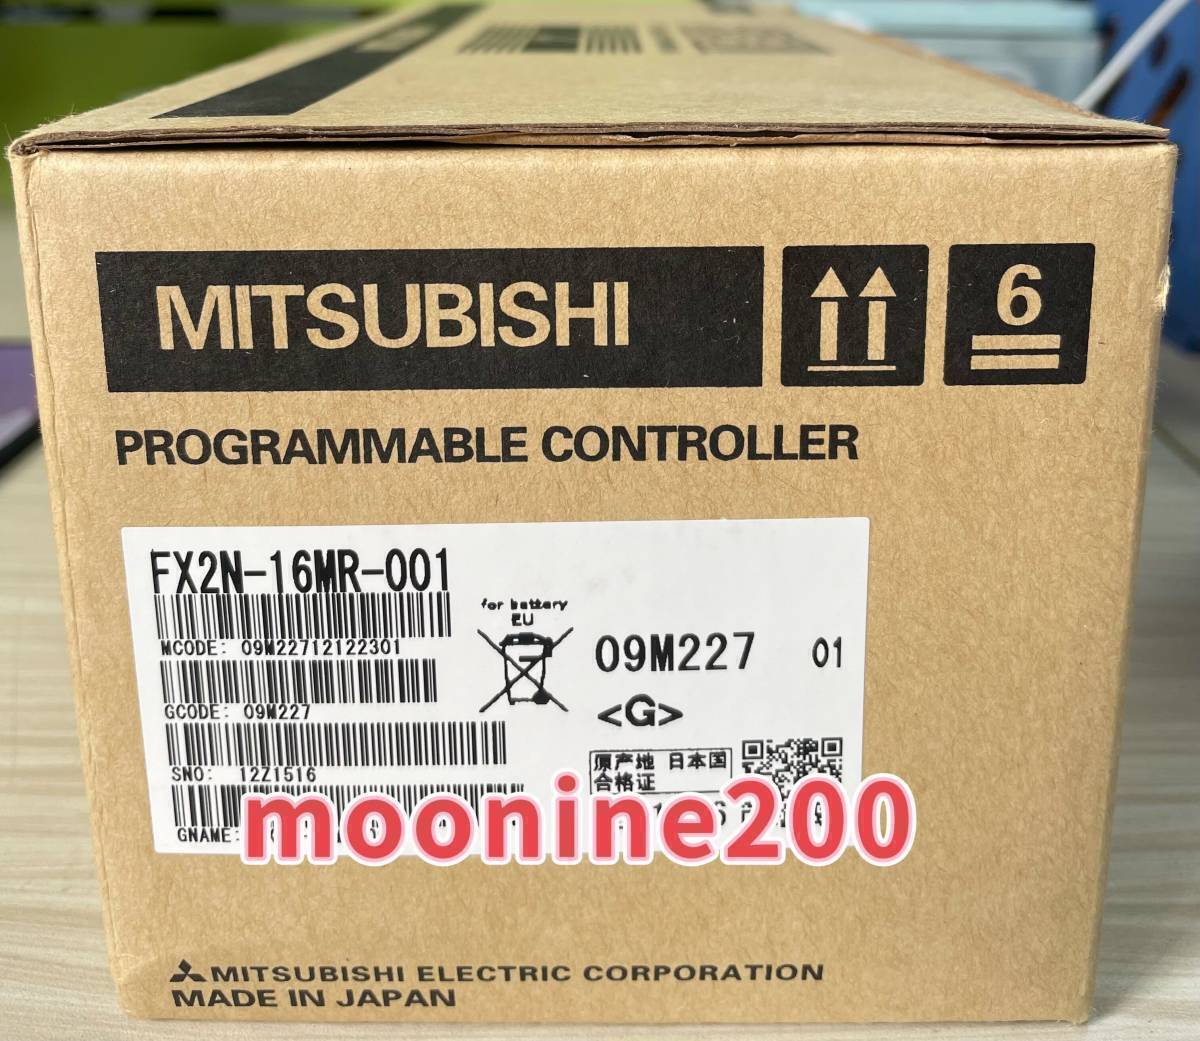 MITSUBISHI
6
PROGRAMMABLE CONTROLLER
FX2N-16MR-001
MCODE: 09M22712122301
GCODE: 09M227
SNO: 12Z1516
GNAME:
for battery
EU
09M227 01
<G>
原产地 日本国
合格证
moonine200
MITSUBISHI ELECTRIC CORPORATION
MADE IN JAPAN